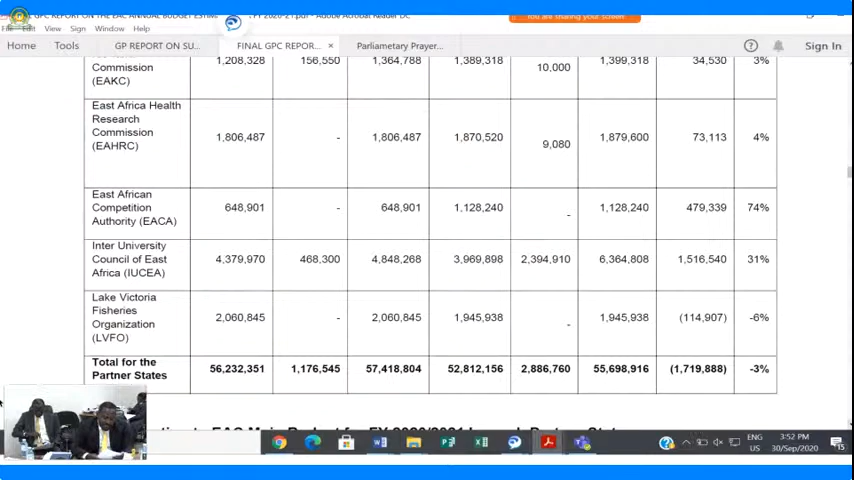 FINAL GPC REPORT ON THE EAC ANNUAL BUDGET ESTIM
FY 2020-21.pdf - Adobe Acrobat Reader DC
You are sharing your screen
View Sign Window Help
Home Tools GP REPORT ON SU... FINAL GPC REPOR... × Parliametary Prayer... Sign In
Commission
(EAKC)
1,208,328 156,550 1,364,788 1,389,318 10,000 1,399,318 34,530 3%
East Africa Health
Research
Commission
(EAHRC)
1,806,487 - 1,806,487 1,870,520 9,080 1,879,600 73,113 4%
East African
Competition
Authority (EACA)
648,901 - 648,901 1,128,240 - 1,128,240 479,339 74%
Inter University
Council of East
Africa (IUCEA)
4,379,970 468,300 4,848,268 3,969,898 2,394,910 6,364,808 1,516,540 31%
Lake Victoria
Fisheries
Organization
(LVFO)
2,060,845 - 2,060,845 1,945,938 - 1,945,938 (114,907) -6%
Total for the
Partner States
56,232,351 1,176,545 57,418,804 52,812,156 2,886,760 55,698,916 (1,719,888) -3%
ENG
US
3:52 PM
30/Sep/2020
15